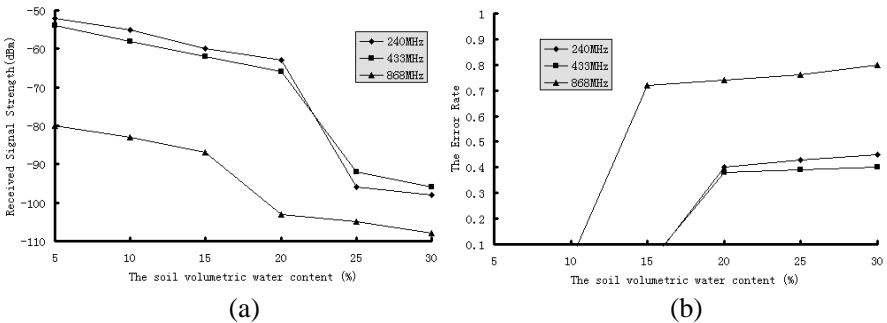 -50
-60
-70
-80
-90
-100
-110
Received Signal Strength(dBm)
240MHz
433MHz
868MHz
5 10 15 20 25 30
The soil volumetric water content (%)
(a)
1
0.9
0.8
0.7
0.6
0.5
0.4
0.3
0.2
0.1
The Error Rate
240MHz
433MHz
868MHz
5 10 15 20 25 30
The soil volumetric water content (%)
(b)